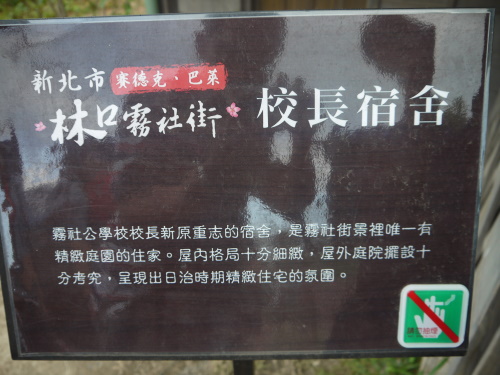 新北市 賽德克、巴萊
林口霧社街 校長宿舍
霧社公學校校長新原重志的宿舍，是霧社街景裡唯一有
精緻庭園的住家。屋內格局十分細緻，屋外庭院擺設十
分考究，呈現出日治時期精緻住宅的氛圍。
請勿抽煙